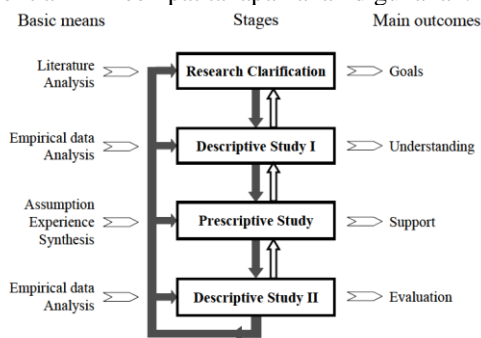 Basic means Stages Main outcomes
Literature
Analysis
Research Clarification
Goals
Empirical data
Analysis
Descriptive Study I
Understanding
Assumption
Experience
Synthesis
Prescriptive Study
Support
Empirical data
Analysis
Descriptive Study II
Evaluation